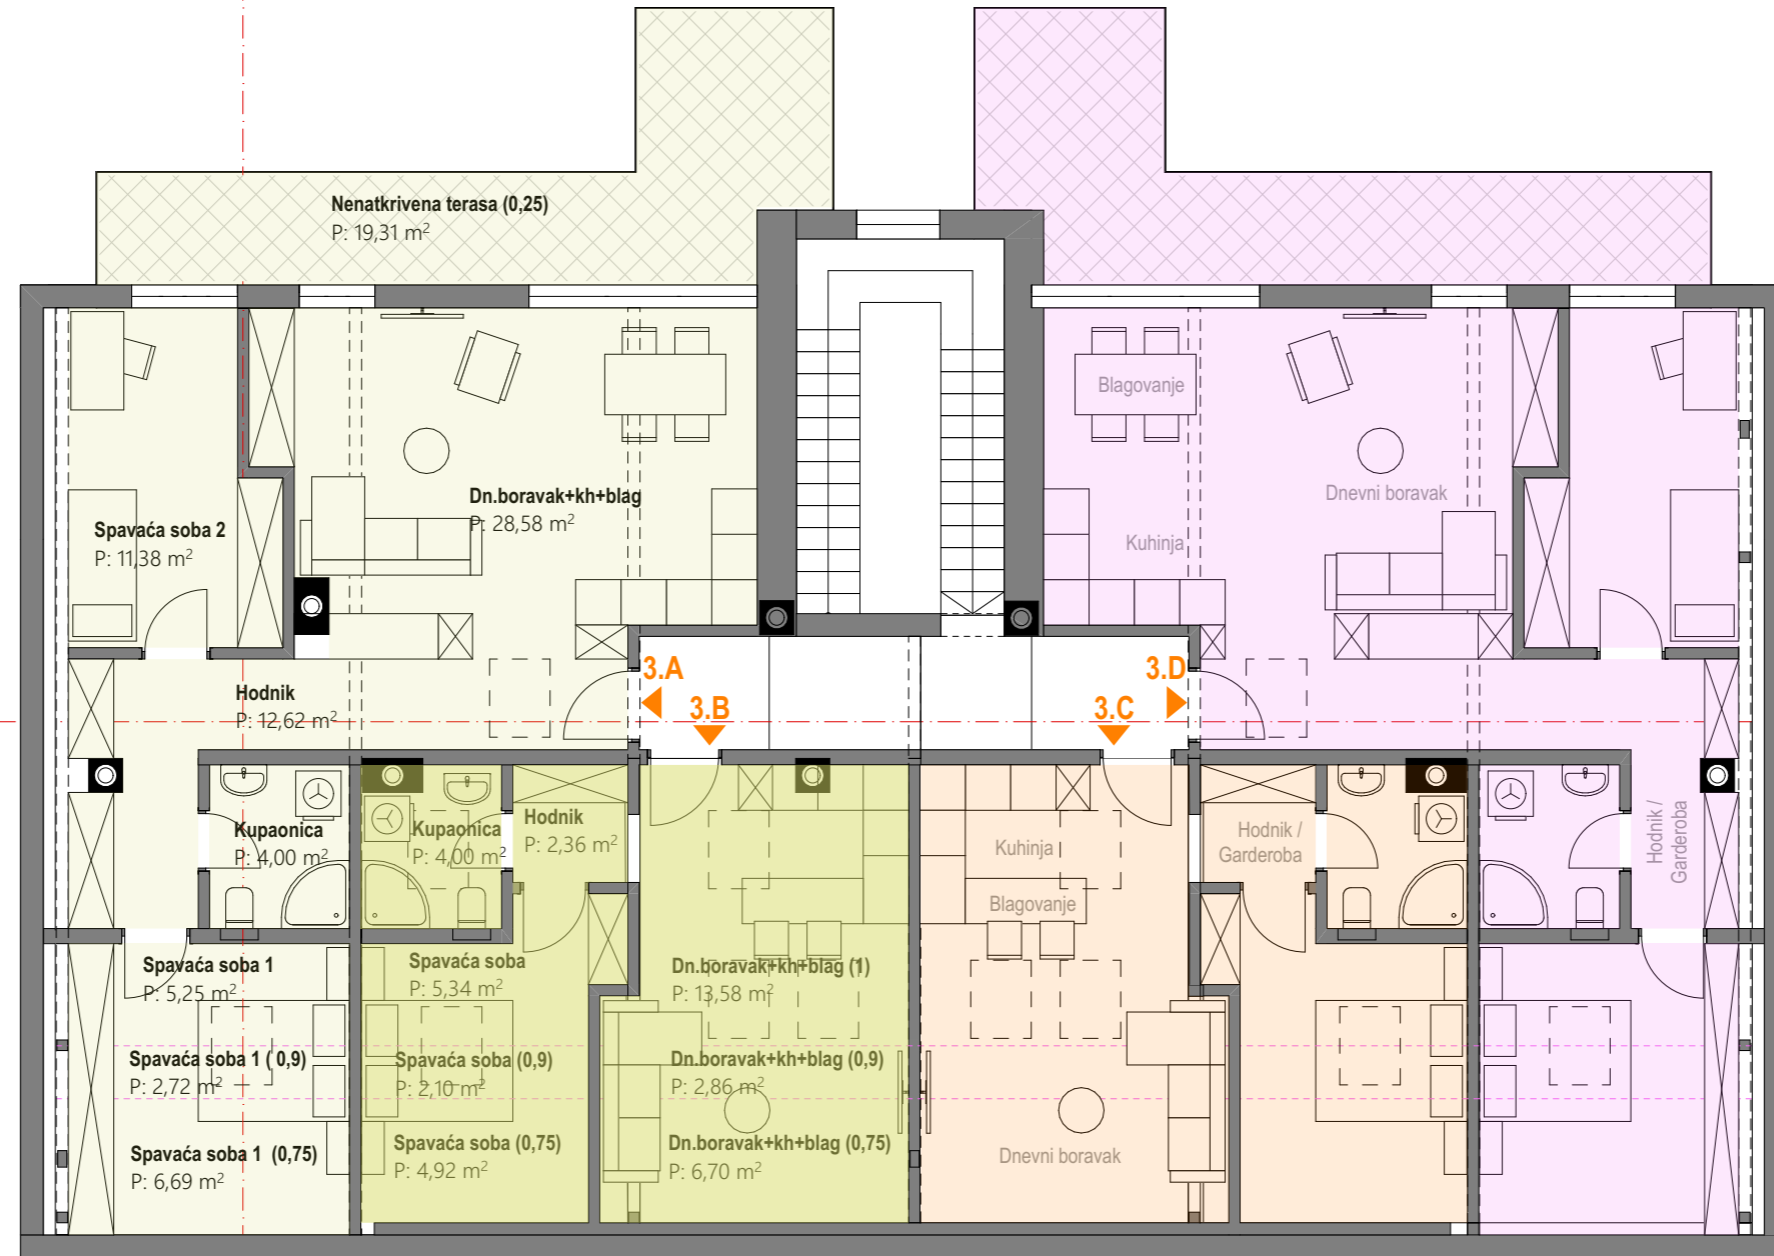 Nenatkrivena terasa (0,25)
P: 19,31 m²
Blagovanje
Dn.boravak+kh+blag
P: 28,58 m²
Dnevni boravak
Spavaća soba 2
P: 11,38 m²
Kuhinja
3.A
3.D
Hodnik
P: 12,62 m²
3.B
3.C
Kupaonica
P: 4,00 m²
Kupaonica
P: 4,00 m²
Hodnik
P: 2,36 m²
Kuhinja
Hodnik /
Garderoba
Hodnik /
Garderoba
Blagovanje
Spavaća soba 1
P: 5,25 m²
Spavaća soba
P: 5,34 m²
Dn.boravak+kh+blag (1)
P: 13,58 m²
Spavaća soba 1 ( 0,9)
P: 2,72 m²
Spavaća soba (0,9)
P: 2,10 m²
Dn.boravak+kh+blag (0,9)
P: 2,86 m²
Spavaća soba 1  (0,75)
P: 6,69 m²
Spavaća soba (0,75)
P: 4,92 m²
Dn.boravak+kh+blag (0,75)
P: 6,70 m²
Dnevni boravak